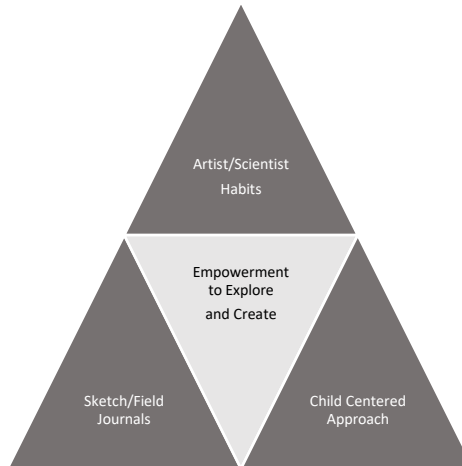 Artist/Scientist
Habits
Empowerment
to Explore
and Create
Sketch/Field
Journals
Child Centered
Approach